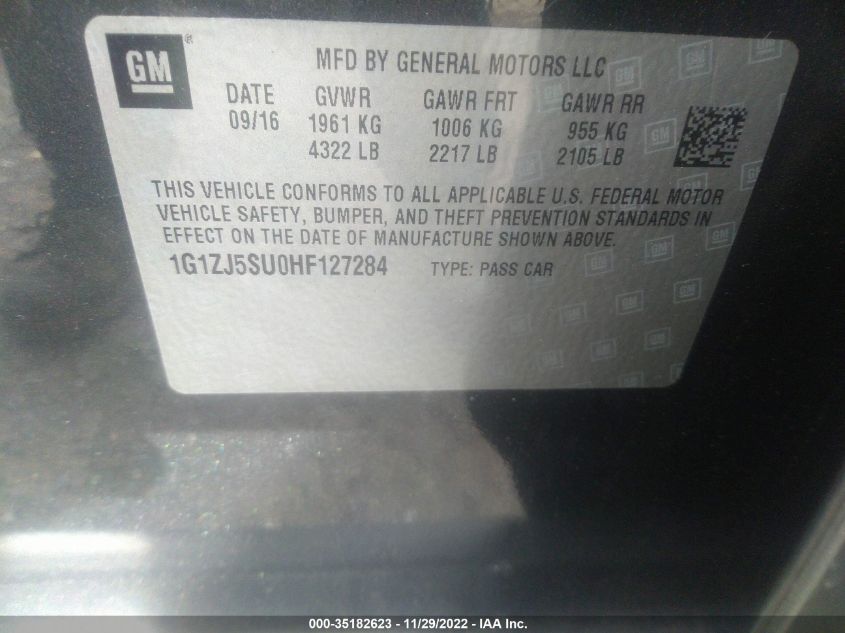 GM ®
MFD BY GENERAL MOTORS LLC
DATE GVWR GAWR FRT GAWR RR
09/16 1961 KG 1006 KG 955 KG
4322 LB 2217 LB 2105 LB
THIS VEHICLE CONFORMS TO ALL APPLICABLE U.S. FEDERAL MOTOR
VEHICLE SAFETY, BUMPER, AND THEFT PREVENTION STANDARDS IN
EFFECT ON THE DATE OF MANUFACTURE SHOWN ABOVE.
1G1ZJ5SU0HF127284 TYPE: PASS CAR
000-35182623 - 11/29/2022 - IAA Inc.